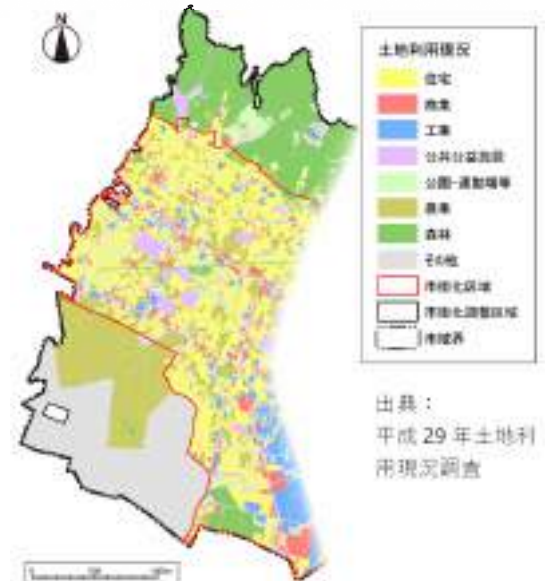 N
土地利用現況
住宅
商業
工業
公共公益施設
公園・運動場等
農業
森林
その他
市街化区域
市街化調整区域
市域界
出典：
平成 29 年土地利
用現況調査